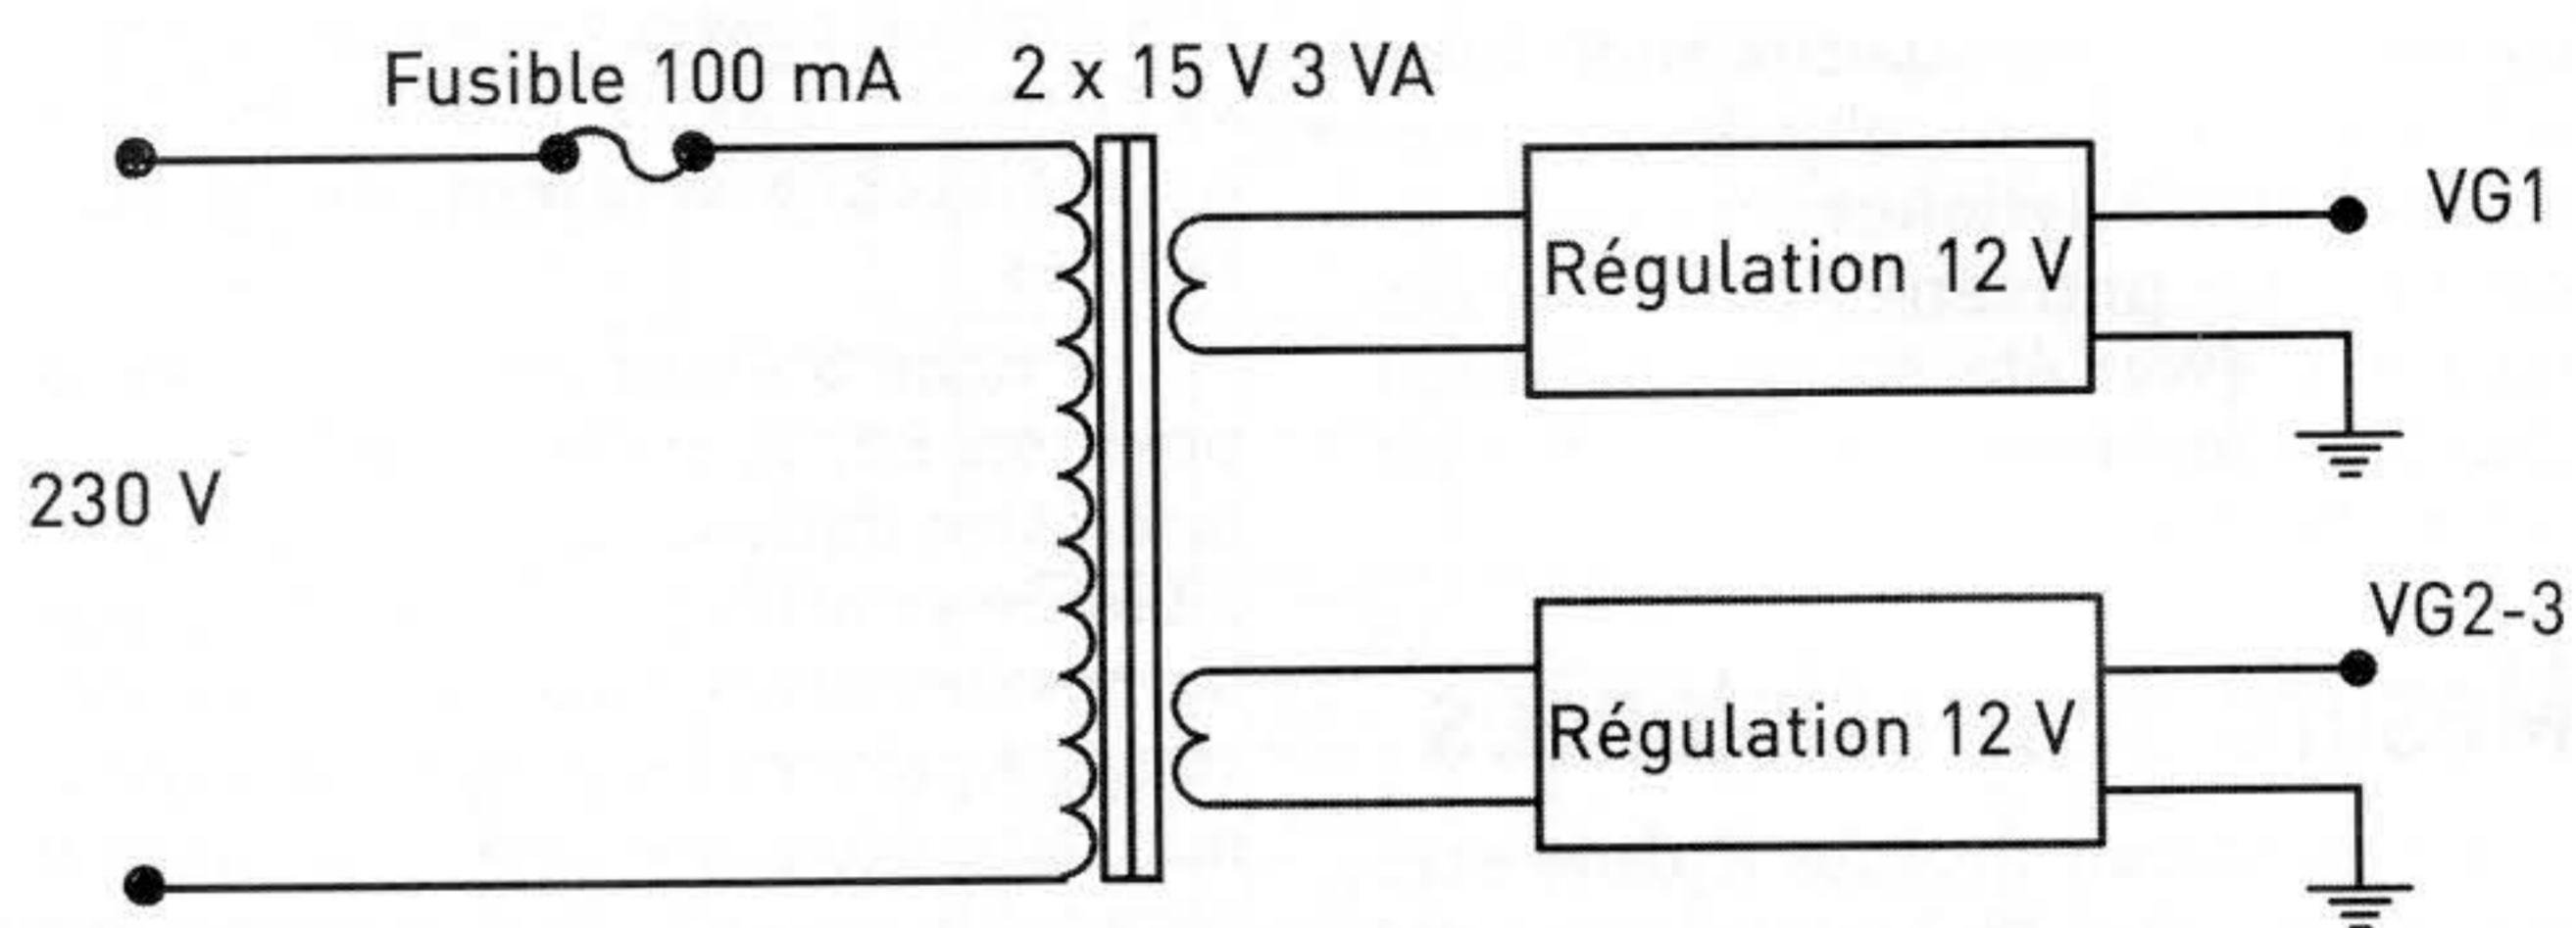 Fusible 100 mA
2 x 15 V 3 VA
VG1
Régulation 12 V
230 V
VG2-3
Régulation 12 V